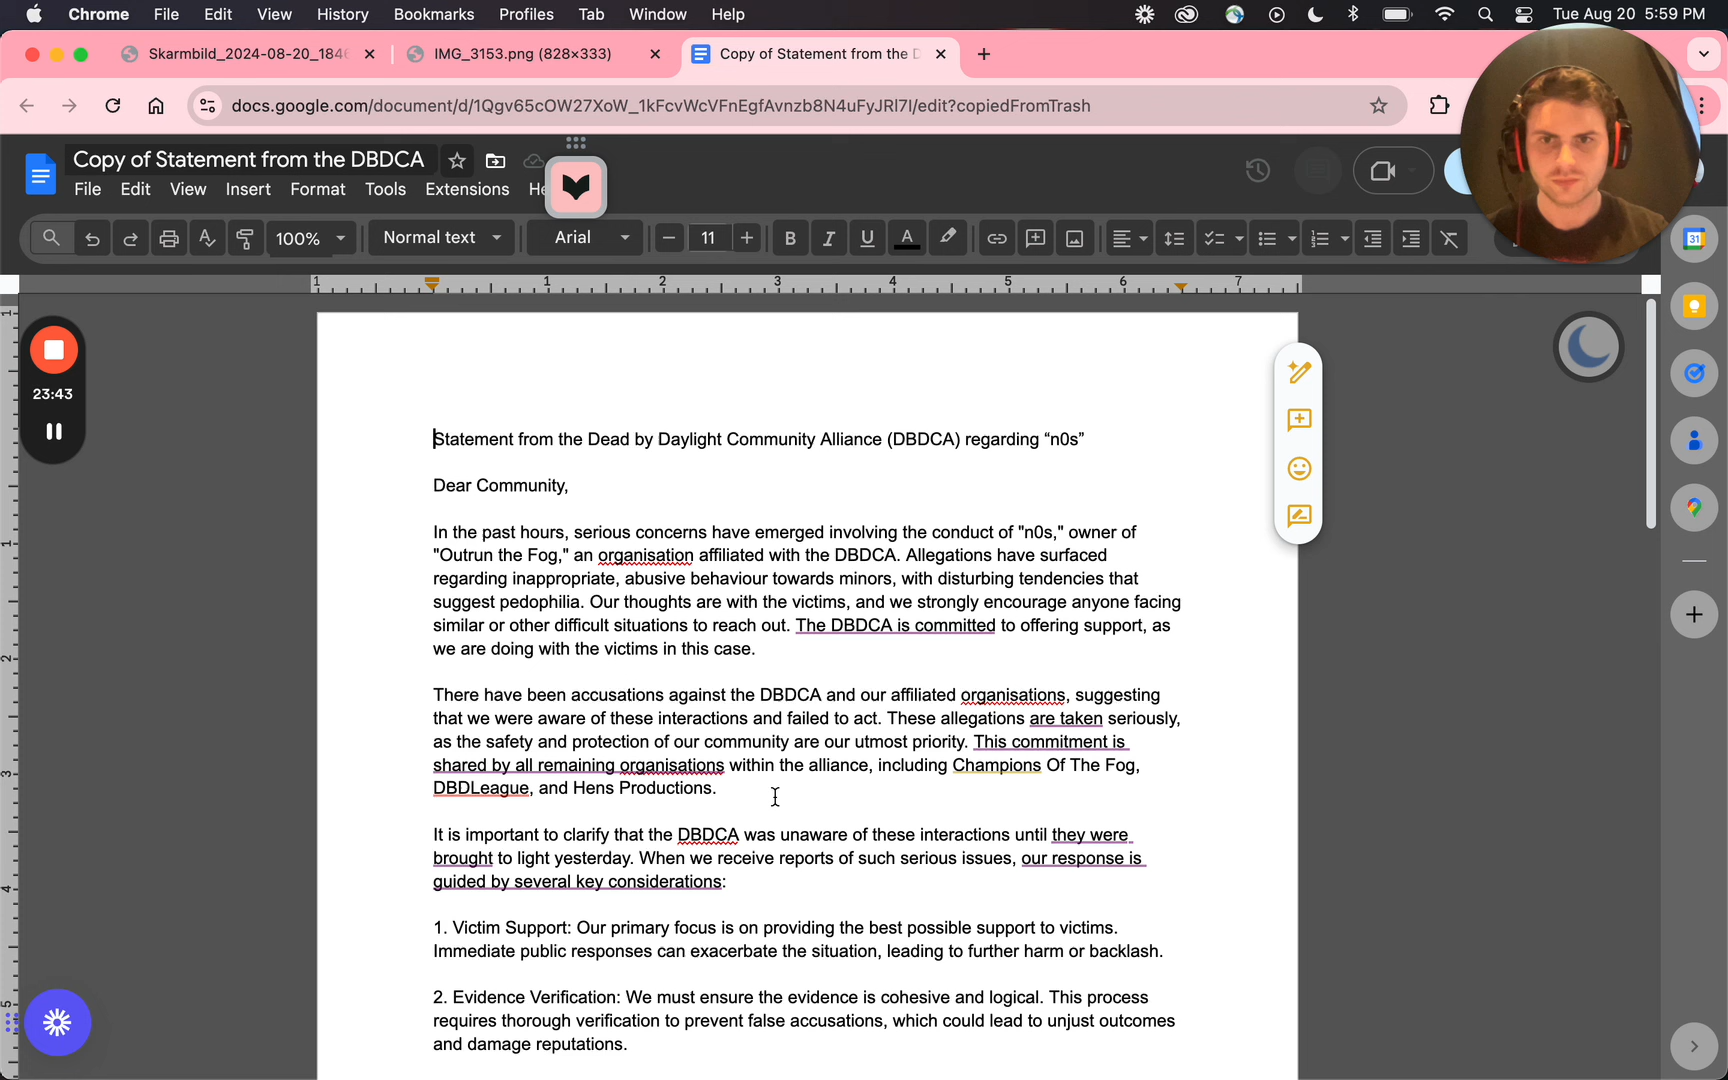 Chrome File Edit View History Bookmarks Profiles Tab Window Help Tue Aug 20 5:59 PM
Skarmbild_2024-08-20_184 IMG_3153.png (828×333) Copy of Statement from the D
docs.google.com/document/d/1Qgv65cOW27XoW_1kFcvWcVFnEgfAvnzb8N4uFyJRl7I/edit?copiedFromTrash
Copy of Statement from the DBDCA
File Edit View Insert Format Tools Extensions He
100% Normal text Arial 11 B I U A
1 1 2 3 4 5 6 7
31
23:43
Statement from the Dead by Daylight Community Alliance (DBDCA) regarding “n0s”
Dear Community,
In the past hours, serious concerns have emerged involving the conduct of "n0s," owner of
"Outrun the Fog," an organisation affiliated with the DBDCA. Allegations have surfaced
regarding inappropriate, abusive behaviour towards minors, with disturbing tendencies that
suggest pedophilia. Our thoughts are with the victims, and we strongly encourage anyone facing
similar or other difficult situations to reach out. The DBDCA is committed to offering support, as
we are doing with the victims in this case.
There have been accusations against the DBDCA and our affiliated organisations, suggesting
that we were aware of these interactions and failed to act. These allegations are taken seriously,
as the safety and protection of our community are our utmost priority. This commitment is
shared by all remaining organisations within the alliance, including Champions Of The Fog,
DBDLeague, and Hens Productions.
It is important to clarify that the DBDCA was unaware of these interactions until they were
brought to light yesterday. When we receive reports of such serious issues, our response is
guided by several key considerations:
1. Victim Support: Our primary focus is on providing the best possible support to victims.
Immediate public responses can exacerbate the situation, leading to further harm or backlash.
2. Evidence Verification: We must ensure the evidence is cohesive and logical. This process
requires thorough verification to prevent false accusations, which could lead to unjust outcomes
and damage reputations.